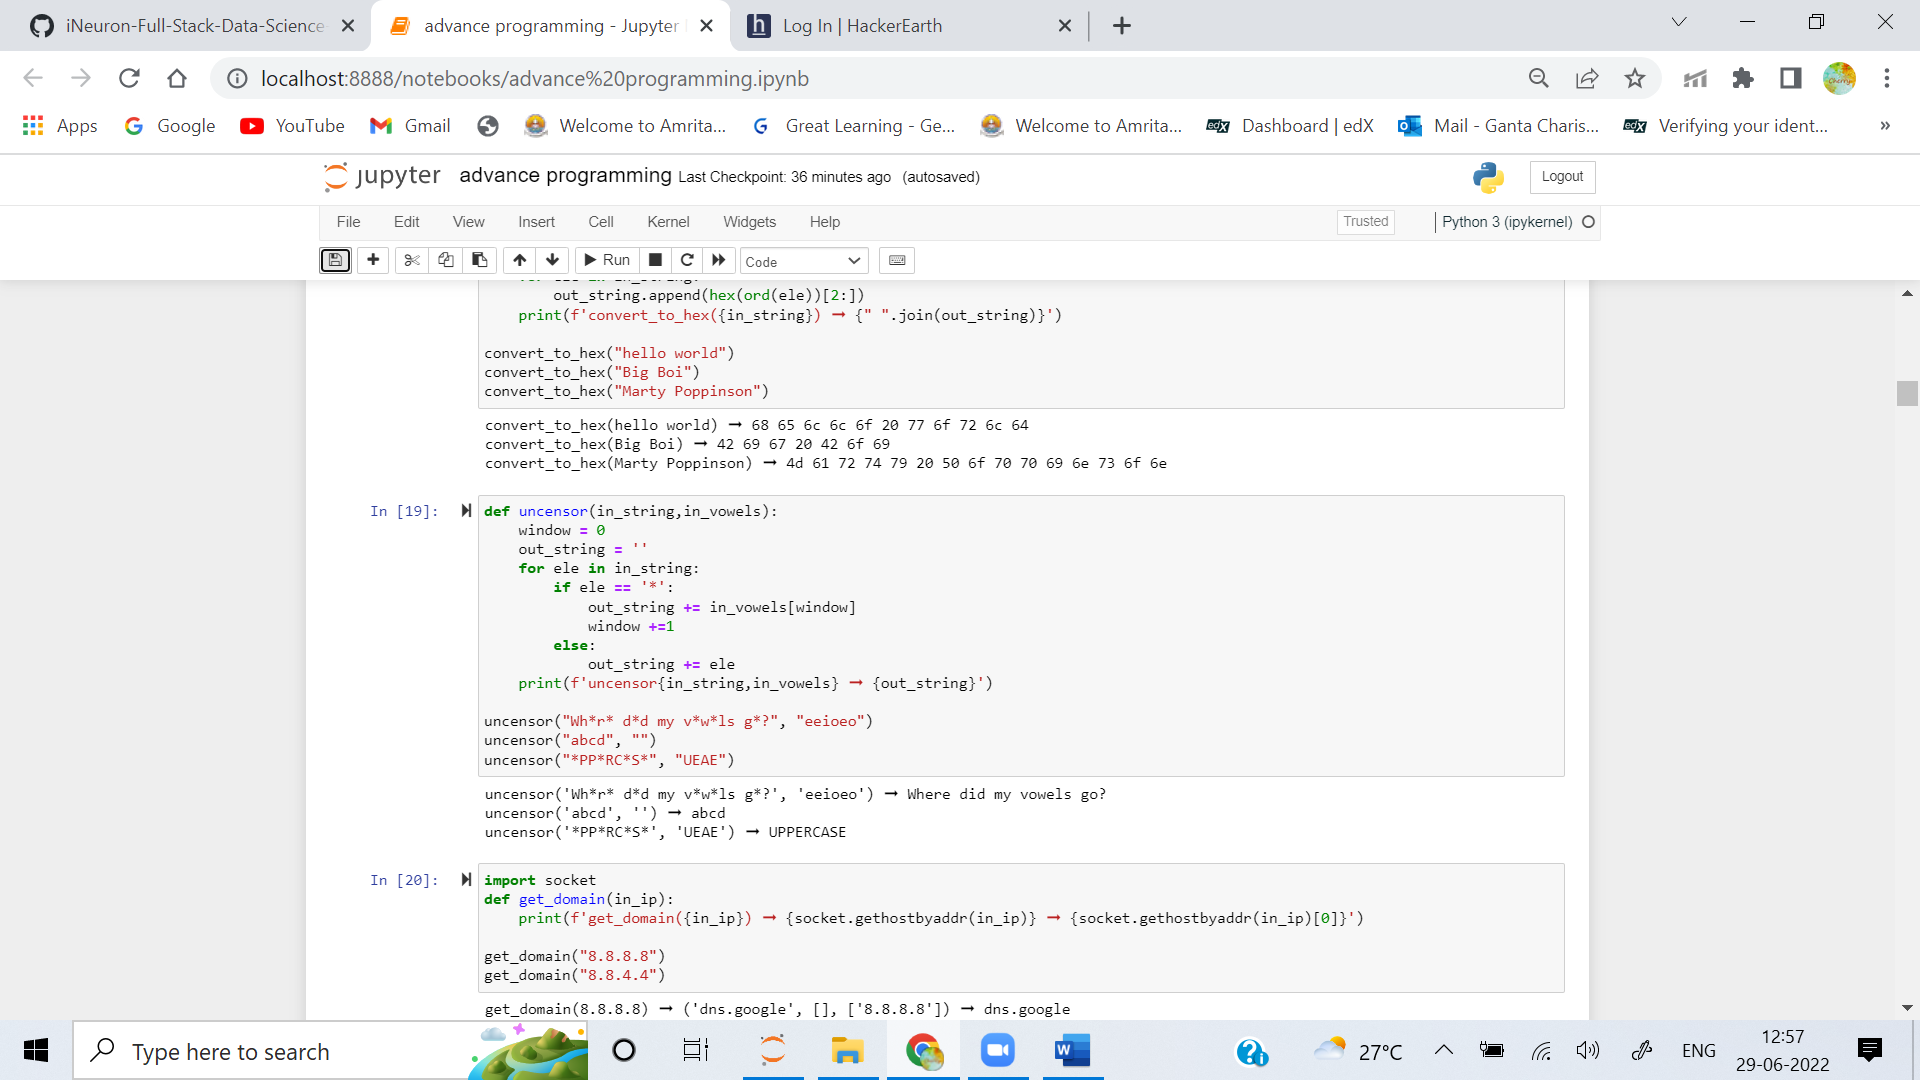 iNeuron-Full-Stack-Data-Science
advance programming - Jupyter
Log In | HackerEarth
localhost:8888/notebooks/advance%20programming.ipynb
Apps
Google
YouTube
Gmail
Welcome to Amrita...
Great Learning - Ge...
Welcome to Amrita...
Dashboard | edX
Mail - Ganta Charis...
Verifying your ident...
»
jupyter advance programming Last Checkpoint: 36 minutes ago (autosaved)
Logout
File Edit View Insert Cell Kernel Widgets Help
Trusted
Python 3 (ipykernel)
Run
Code
for ele in in_string:
        out_string.append(hex(ord(ele))[2:])
    print(f'convert_to_hex({in_string}) → {" ".join(out_string)}')
convert_to_hex("hello world")
convert_to_hex("Big Boi")
convert_to_hex("Marty Poppinson")
convert_to_hex(hello world) → 68 65 6c 6c 6f 20 77 6f 72 6c 64
convert_to_hex(Big Boi) → 42 69 67 20 42 6f 69
convert_to_hex(Marty Poppinson) → 4d 61 72 74 79 20 50 6f 70 70 69 6e 73 6f 6e
In [19]:
def uncensor(in_string,in_vowels):
    window = 0
    out_string = ''
    for ele in in_string:
        if ele == '*':
            out_string += in_vowels[window]
            window +=1
        else:
            out_string += ele
    print(f'uncensor{in_string,in_vowels} → {out_string}')
uncensor("Wh*r* d*d my v*w*ls g*?", "eeioeo")
uncensor("abcd", "")
uncensor("*PP*RC*S*", "UEAE")
uncensor('Wh*r* d*d my v*w*ls g*?', 'eeioeo') → Where did my vowels go?
uncensor('abcd', '') → abcd
uncensor('*PP*RC*S*', 'UEAE') → UPPERCASE
In [20]:
import socket
def get_domain(in_ip):
    print(f'get_domain({in_ip}) → {socket.gethostbyaddr(in_ip)} → {socket.gethostbyaddr(in_ip)[0]}')
get_domain("8.8.8.8")
get_domain("8.8.4.4")
get_domain(8.8.8.8) → ('dns.google', [], ['8.8.8.8']) → dns.google
Type here to search
27°C
ENG
12:57
29-06-2022